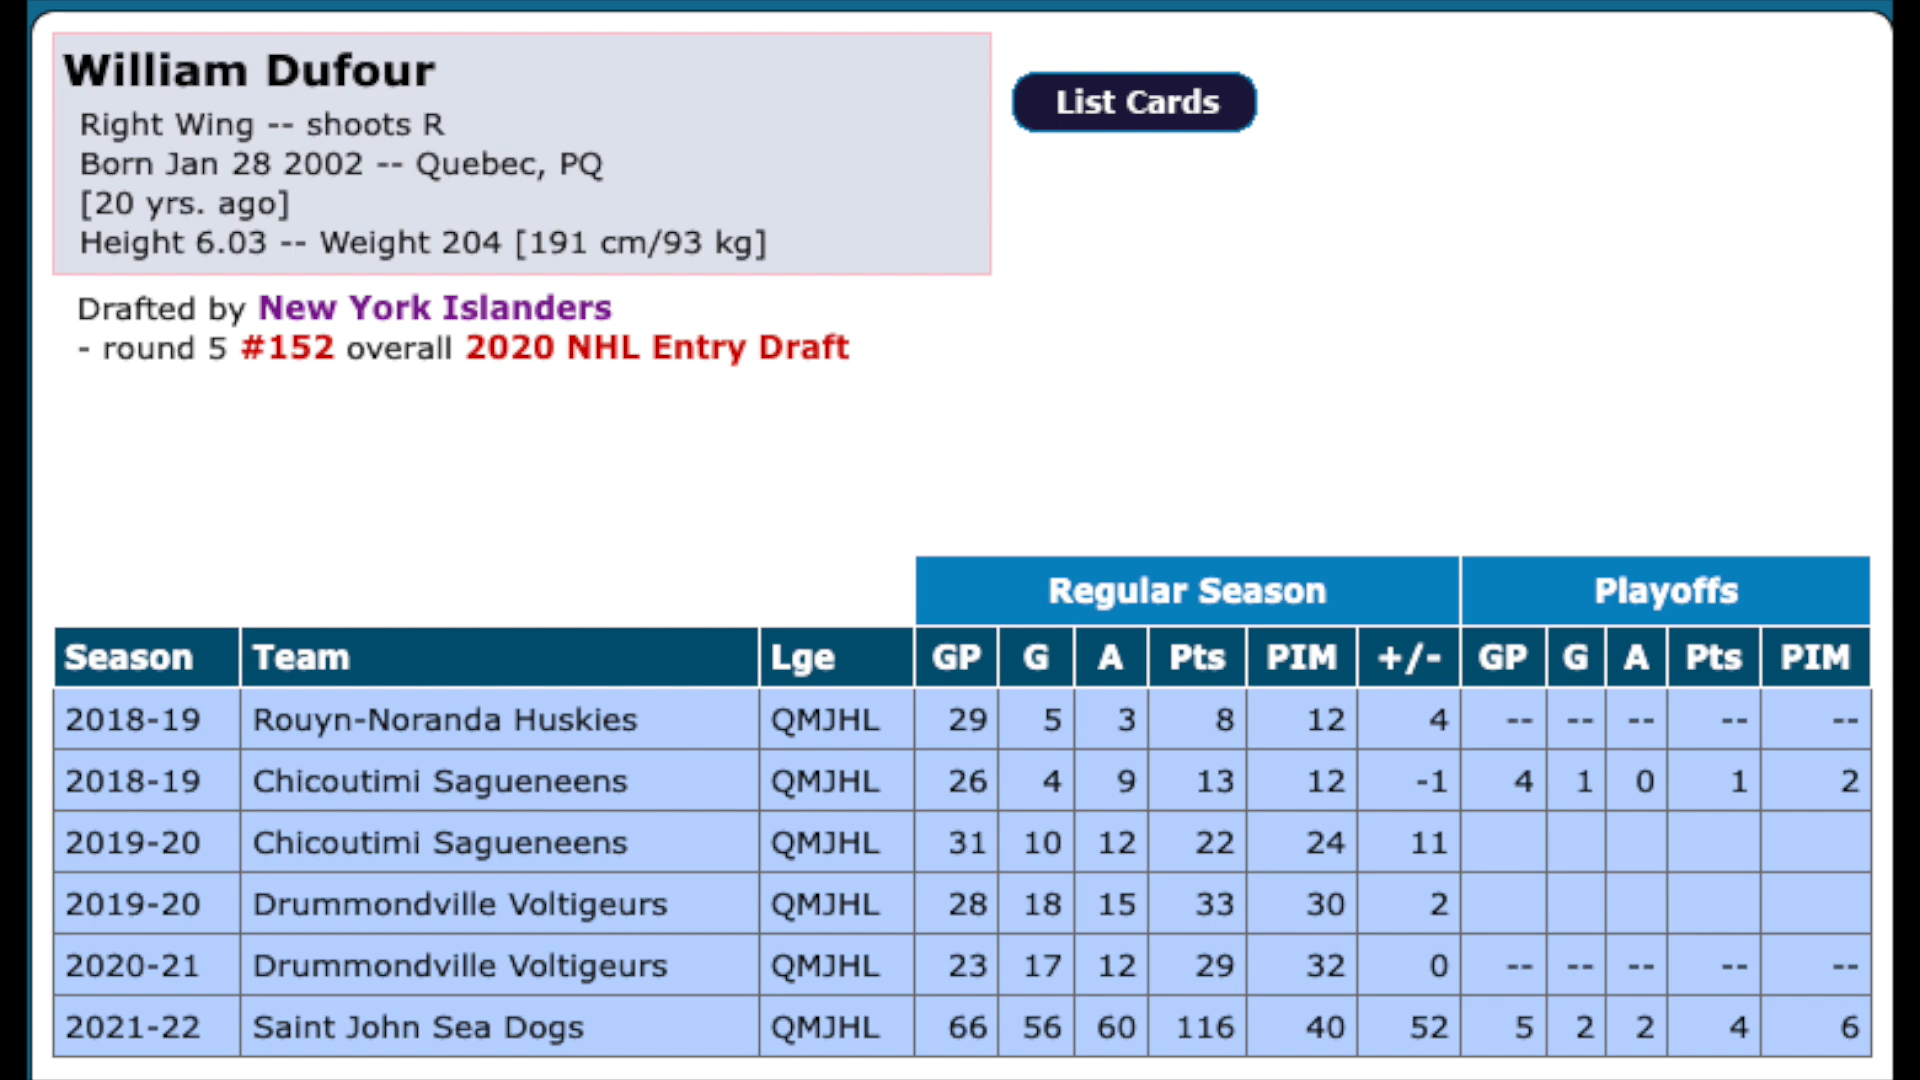 William Dufour
Right Wing -- shoots R
Born Jan 28 2002 -- Quebec, PQ
[20 yrs. ago]
Height 6.03 -- Weight 204 [191 cm/93 kg]
List Cards
Drafted by New York Islanders
- round 5 #152 overall 2020 NHL Entry Draft
Regular Season Playoffs
Season Team Lge GP G A Pts PIM +/- GP G A Pts PIM
2018-19 Rouyn-Noranda Huskies QMJHL 29 5 3 8 12 4 -- -- -- -- --
2018-19 Chicoutimi Sagueneens QMJHL 26 4 9 13 12 -1 4 1 0 1 2
2019-20 Chicoutimi Sagueneens QMJHL 31 10 12 22 24 11
2019-20 Drummondville Voltigeurs QMJHL 28 18 15 33 30 2
2020-21 Drummondville Voltigeurs QMJHL 23 17 12 29 32 0 -- -- -- -- --
2021-22 Saint John Sea Dogs QMJHL 66 56 60 116 40 52 5 2 2 4 6